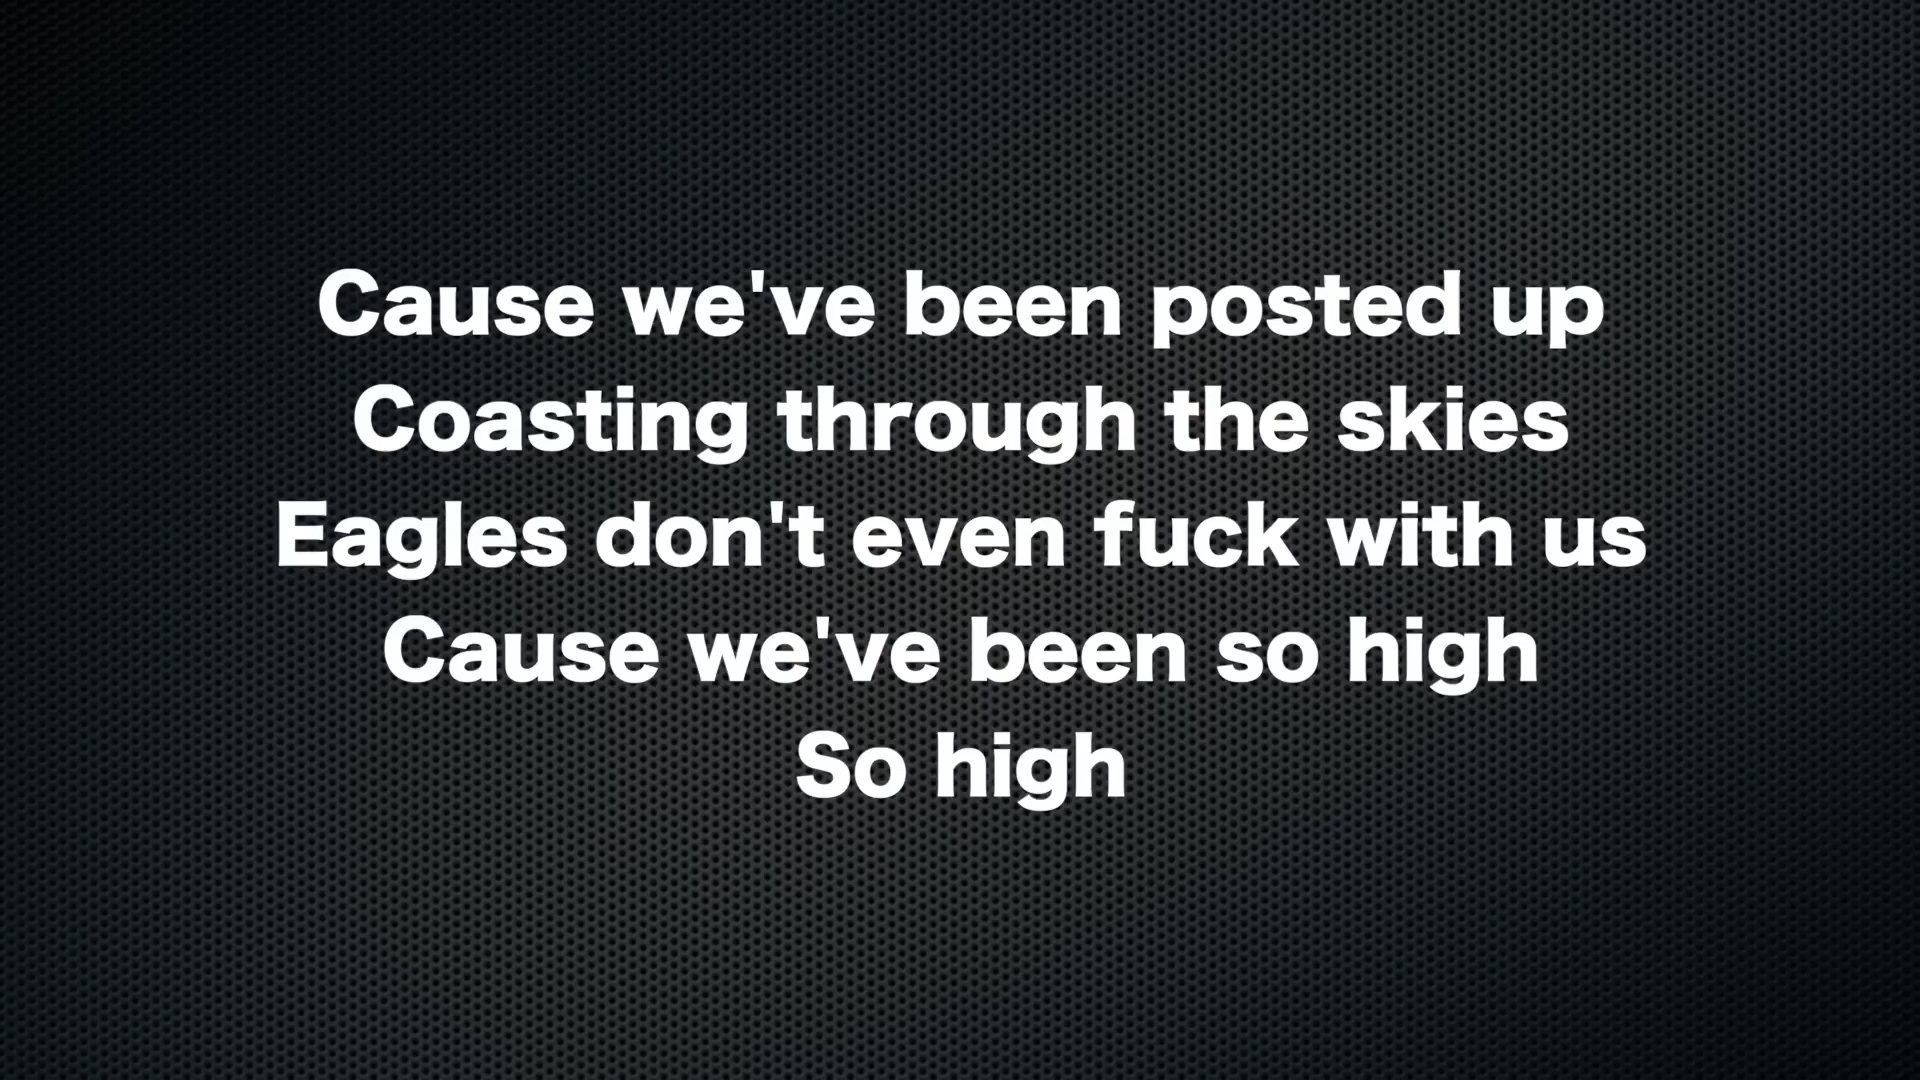 Cause we've been posted up
Coasting through the skies
Eagles don't even fuck with us
Cause we've been so high
So high